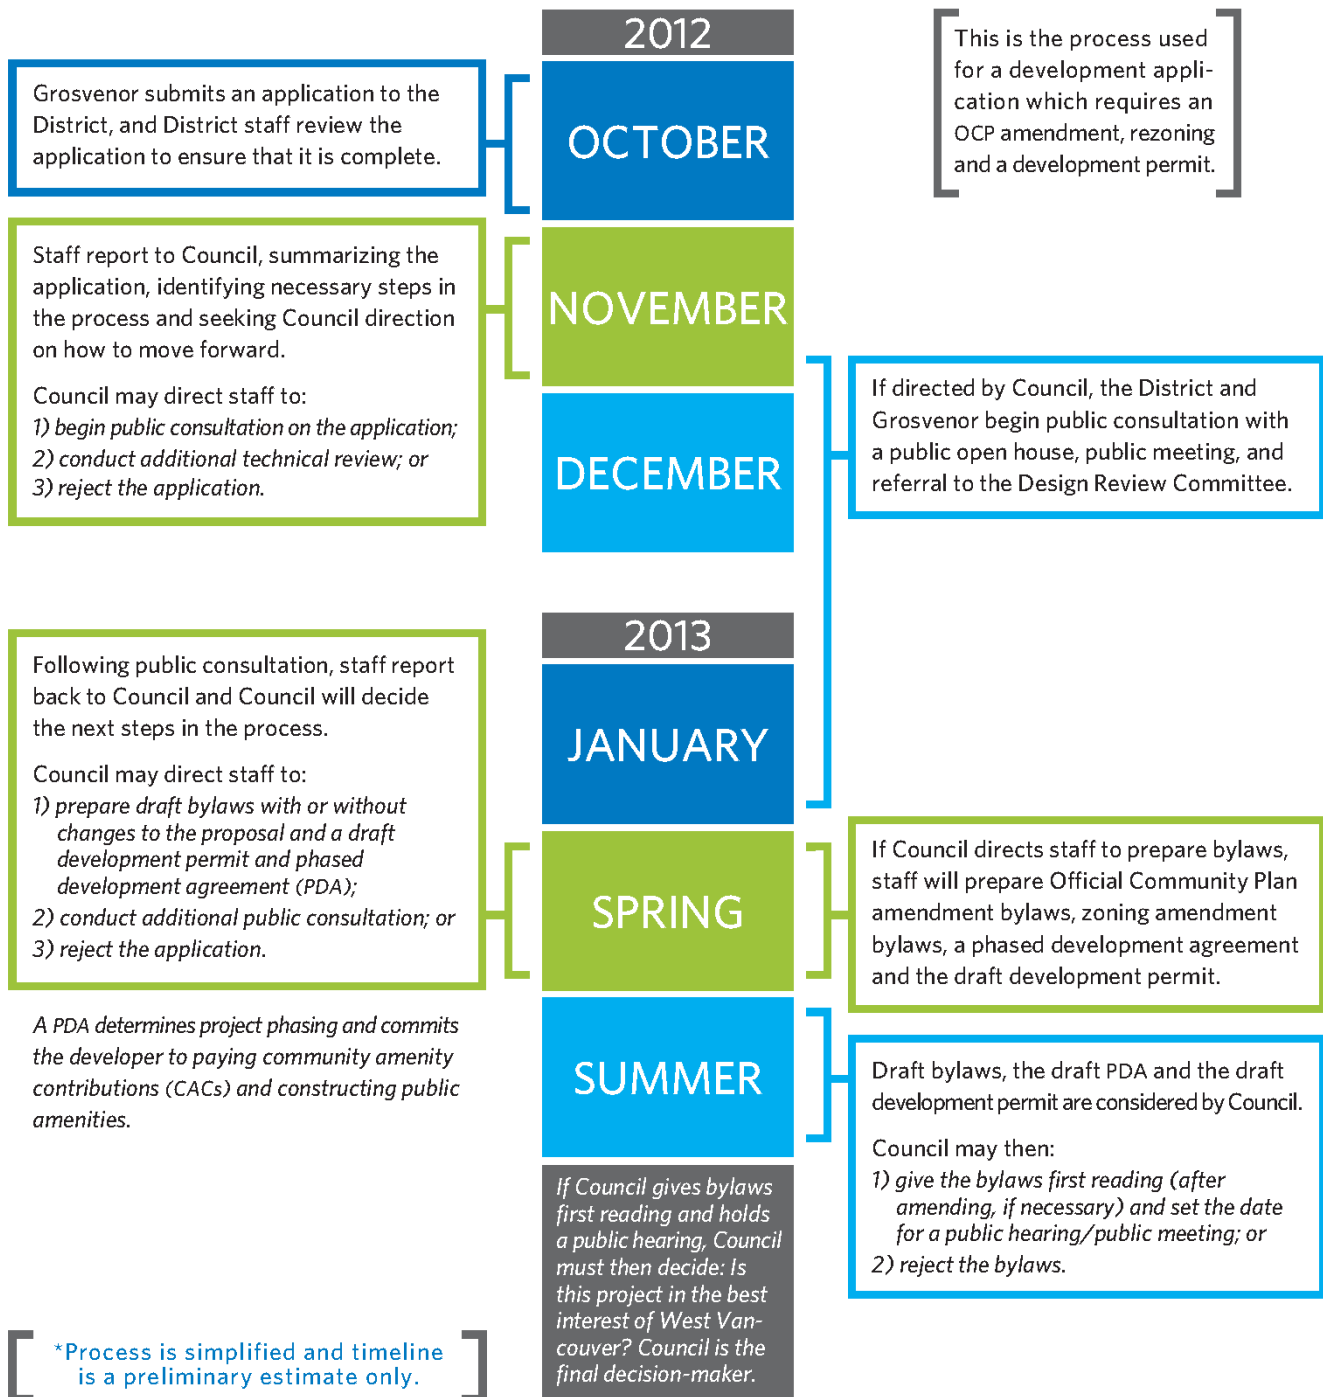 2012
This is the process used
for a development appli-
cation which requires an
OCP amendment, rezoning
and a development permit.
Grosvenor submits an application to the
District, and District staff review the
application to ensure that it is complete.
OCTOBER
Staff report to Council, summarizing the
application, identifying necessary steps in
the process and seeking Council direction
on how to move forward.
Council may direct staff to:
1) begin public consultation on the application;
2) conduct additional technical review; or
3) reject the application.
NOVEMBER
DECEMBER
If directed by Council, the District and
Grosvenor begin public consultation with
a public open house, public meeting, and
referral to the Design Review Committee.
2013
JANUARY
Following public consultation, staff report
back to Council and Council will decide
the next steps in the process.
Council may direct staff to:
1) prepare draft bylaws with or without
changes to the proposal and a draft
development permit and phased
development agreement (PDA);
2) conduct additional public consultation; or
3) reject the application.
SPRING
If Council directs staff to prepare bylaws,
staff will prepare Official Community Plan
amendment bylaws, zoning amendment
bylaws, a phased development agreement
and the draft development permit.
A PDA determines project phasing and commits
the developer to paying community amenity
contributions (CACs) and constructing public
amenities.
SUMMER
Draft bylaws, the draft PDA and the draft
development permit are considered by Council.
Council may then:
1) give the bylaws first reading (after
amending, if necessary) and set the date
for a public hearing/public meeting; or
2) reject the bylaws.
If Council gives bylaws
first reading and holds
a public hearing, Council
must then decide: Is
this project in the best
interest of West Van-
couver? Council is the
final decision-maker.
*Process is simplified and timeline
is a preliminary estimate only.